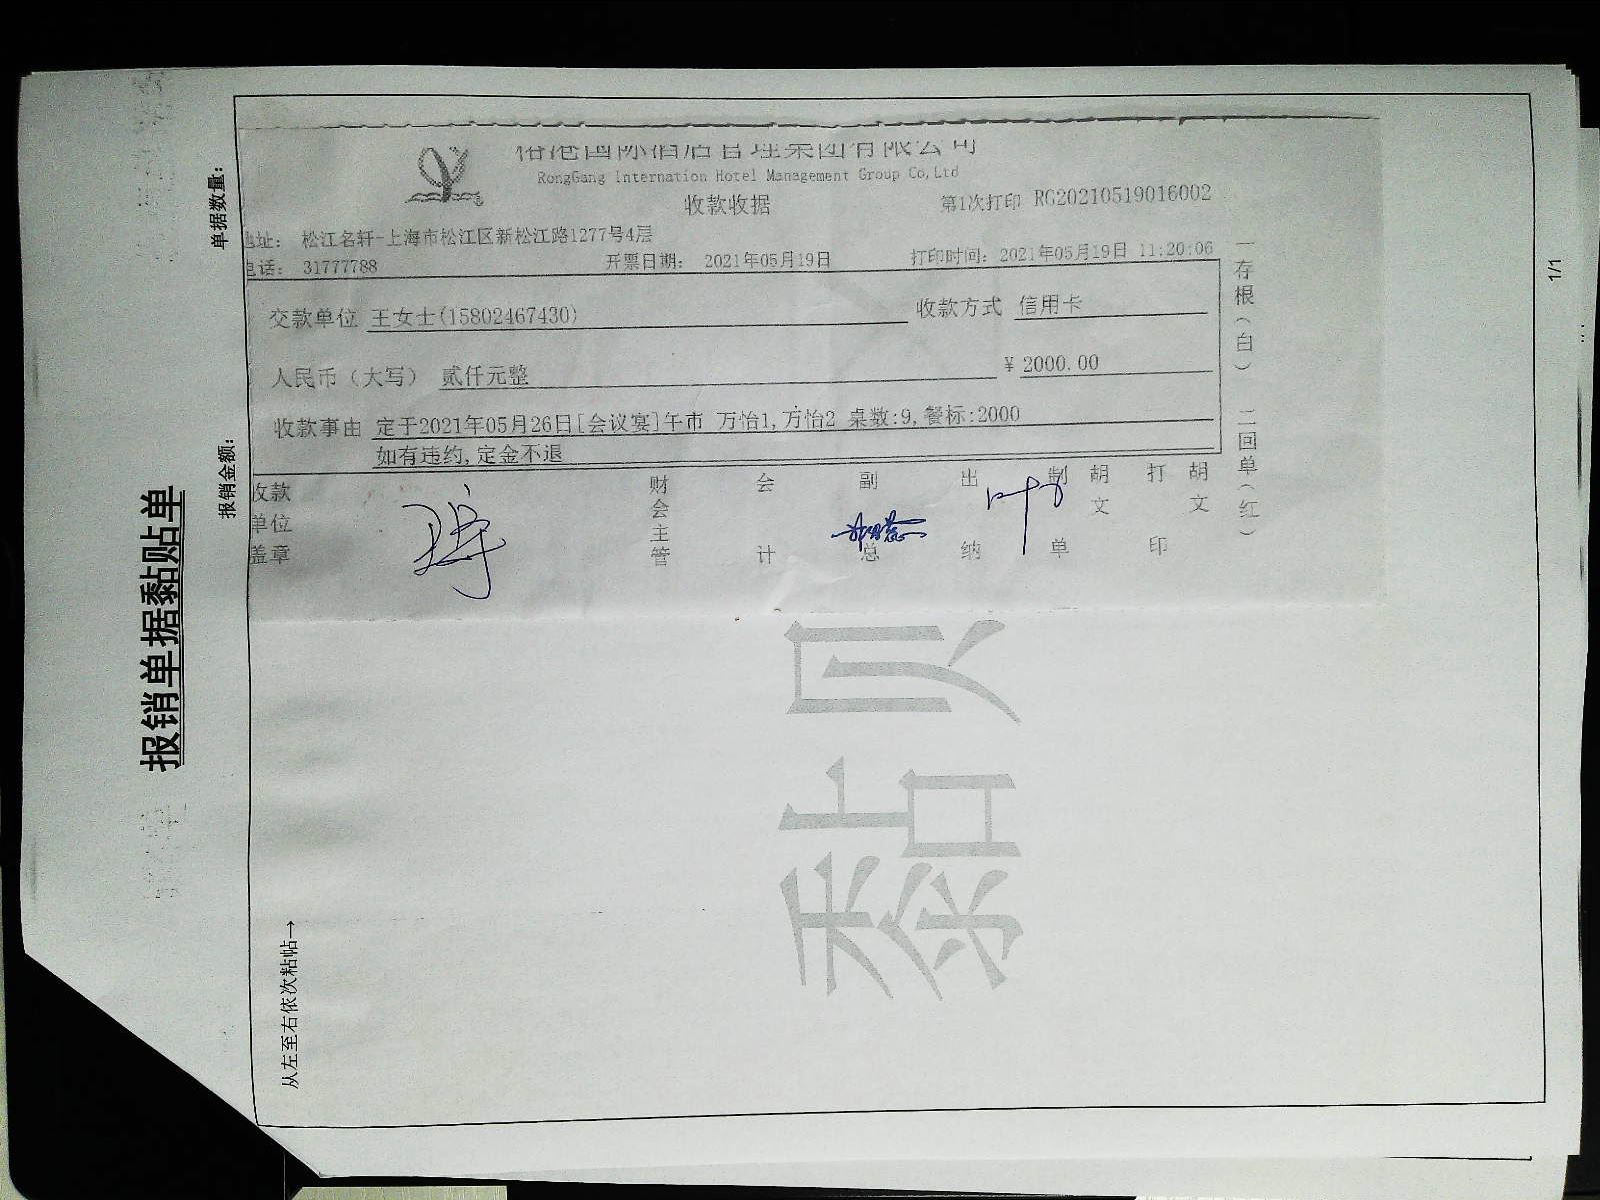 报销单据黏贴单
单据数量：
报销金额：
从左至右依次粘帖→
国际酒店管理集团有限公司
RongGang Internation Hotel Management Group Co,Ltd
收款收据
第1次打印 RG20210519016002
地址： 松江名轩-上海市松江区新松江路1277号4层
电话： 31777788
开票日期： 2021年05月19日
打印时间：2021年05月19日 11:20:06
交款单位 王女士(15802467430)
收款方式 信用卡
人民币（大写） 贰仟元整
¥ 2000.00
收款事由 定于2021年05月26日[会议宴]午市 万怡1,万怡2 桌数:9,餐标:2000
如有违约,定金不退
收款单位盖章
财会主管
会计
副总
出纳
制单
胡文
打印
胡文
一存根（白） 二回单（红）
黏贝
1/1